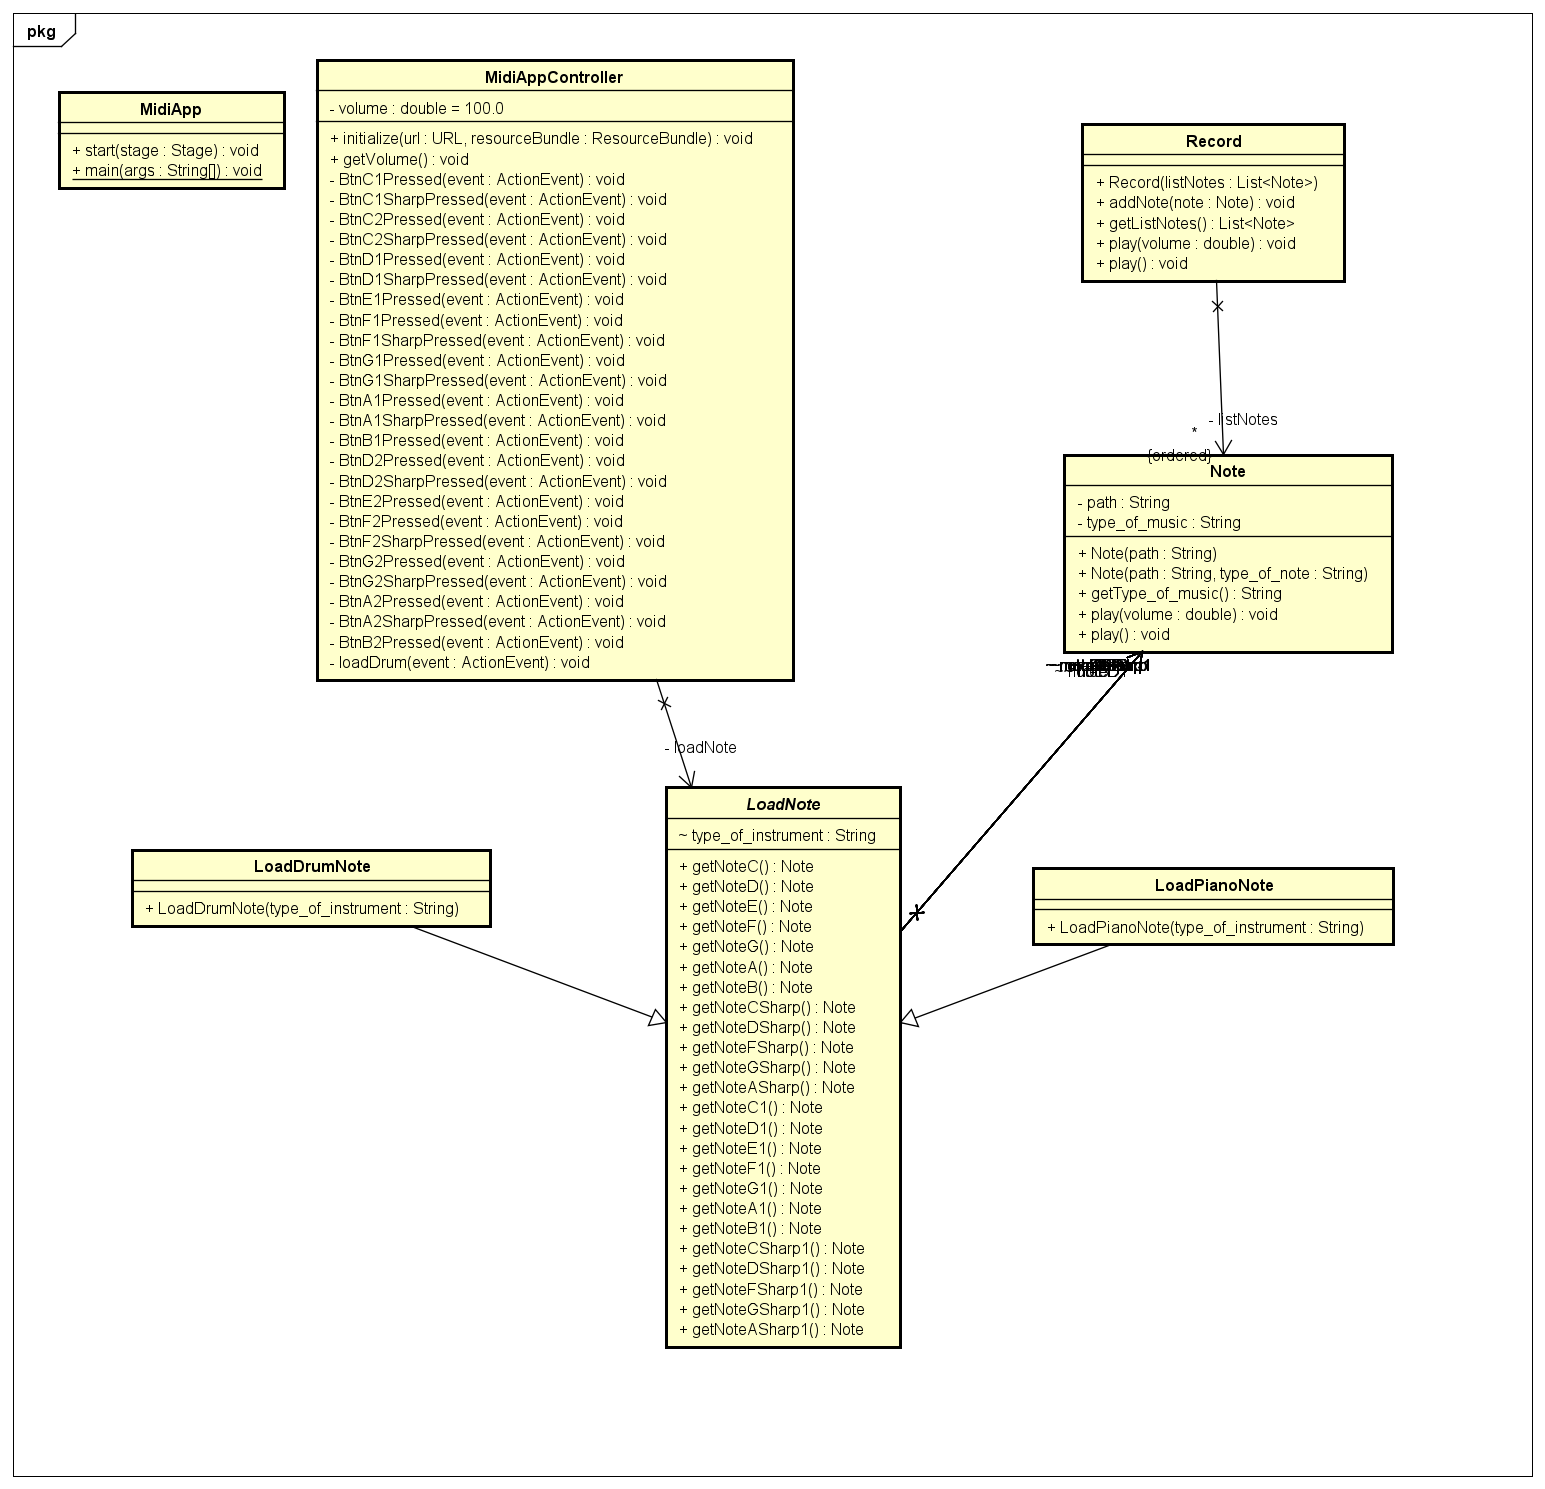 pkg
MidiApp
+ start(stage : Stage) : void
+ main(args : String[]) : void
MidiAppController
- volume : double = 100.0
+ initialize(url : URL, resourceBundle : ResourceBundle) : void
+ getVolume() : void
- BtnC1Pressed(event : ActionEvent) : void
- BtnC1SharpPressed(event : ActionEvent) : void
- BtnC2Pressed(event : ActionEvent) : void
- BtnC2SharpPressed(event : ActionEvent) : void
- BtnD1Pressed(event : ActionEvent) : void
- BtnD1SharpPressed(event : ActionEvent) : void
- BtnE1Pressed(event : ActionEvent) : void
- BtnF1Pressed(event : ActionEvent) : void
- BtnF1SharpPressed(event : ActionEvent) : void
- BtnG1Pressed(event : ActionEvent) : void
- BtnG1SharpPressed(event : ActionEvent) : void
- BtnA1Pressed(event : ActionEvent) : void
- BtnA1SharpPressed(event : ActionEvent) : void
- BtnB1Pressed(event : ActionEvent) : void
- BtnD2Pressed(event : ActionEvent) : void
- BtnD2SharpPressed(event : ActionEvent) : void
- BtnE2Pressed(event : ActionEvent) : void
- BtnF2Pressed(event : ActionEvent) : void
- BtnF2SharpPressed(event : ActionEvent) : void
- BtnG2Pressed(event : ActionEvent) : void
- BtnG2SharpPressed(event : ActionEvent) : void
- BtnA2Pressed(event : ActionEvent) : void
- BtnA2SharpPressed(event : ActionEvent) : void
- BtnB2Pressed(event : ActionEvent) : void
- loadDrum(event : ActionEvent) : void
Record
+ Record(listNotes : List<Note>)
+ addNote(note : Note) : void
+ getListNotes() : List<Note>
+ play(volume : double) : void
+ play() : void
- listNotes
*
{ordered}
Note
- path : String
- type_of_music : String
+ Note(path : String)
+ Note(path : String, type_of_note : String)
+ getType_of_music() : String
+ play(volume : double) : void
+ play() : void
- loadNote
LoadNote
~ type_of_instrument : String
+ getNoteC() : Note
+ getNoteD() : Note
+ getNoteE() : Note
+ getNoteF() : Note
+ getNoteG() : Note
+ getNoteA() : Note
+ getNoteB() : Note
+ getNoteCSharp() : Note
+ getNoteDSharp() : Note
+ getNoteFSharp() : Note
+ getNoteGSharp() : Note
+ getNoteASharp() : Note
+ getNoteC1() : Note
+ getNoteD1() : Note
+ getNoteE1() : Note
+ getNoteF1() : Note
+ getNoteG1() : Note
+ getNoteA1() : Note
+ getNoteB1() : Note
+ getNoteCSharp1() : Note
+ getNoteDSharp1() : Note
+ getNoteFSharp1() : Note
+ getNoteGSharp1() : Note
+ getNoteASharp1() : Note
LoadDrumNote
+ LoadDrumNote(type_of_instrument : String)
LoadPianoNote
+ LoadPianoNote(type_of_instrument : String)